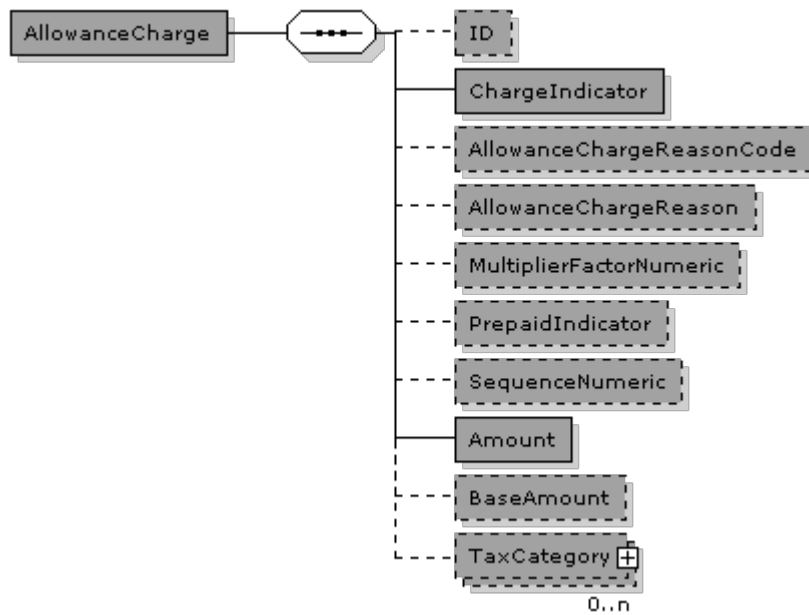 AllowanceCharge
ID
ChargeIndicator
AllowanceChargeReasonCode
AllowanceChargeReason
MultiplierFactorNumeric
PrepaidIndicator
SequenceNumeric
Amount
BaseAmount
TaxCategory
0..n